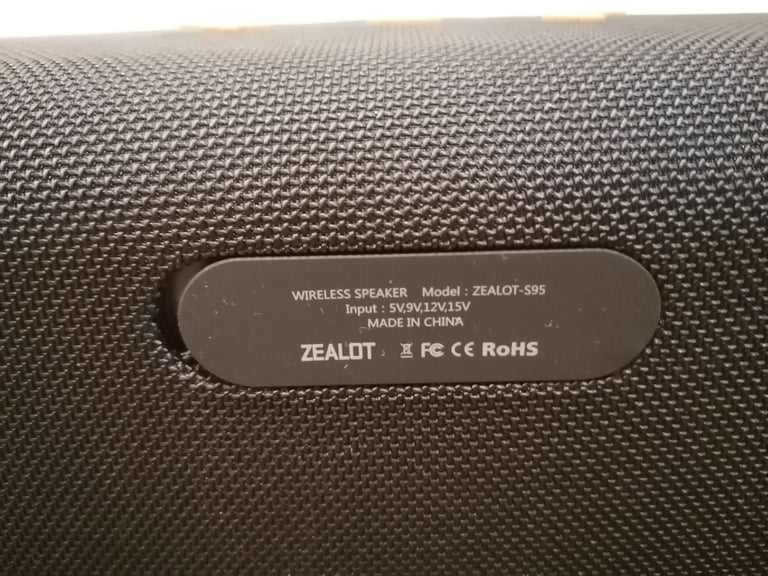 WIRELESS SPEAKER Model : ZEALOT-S95
Input : 5V,9V,12V,15V
MADE IN CHINA
ZEALOT FC CE RoHS